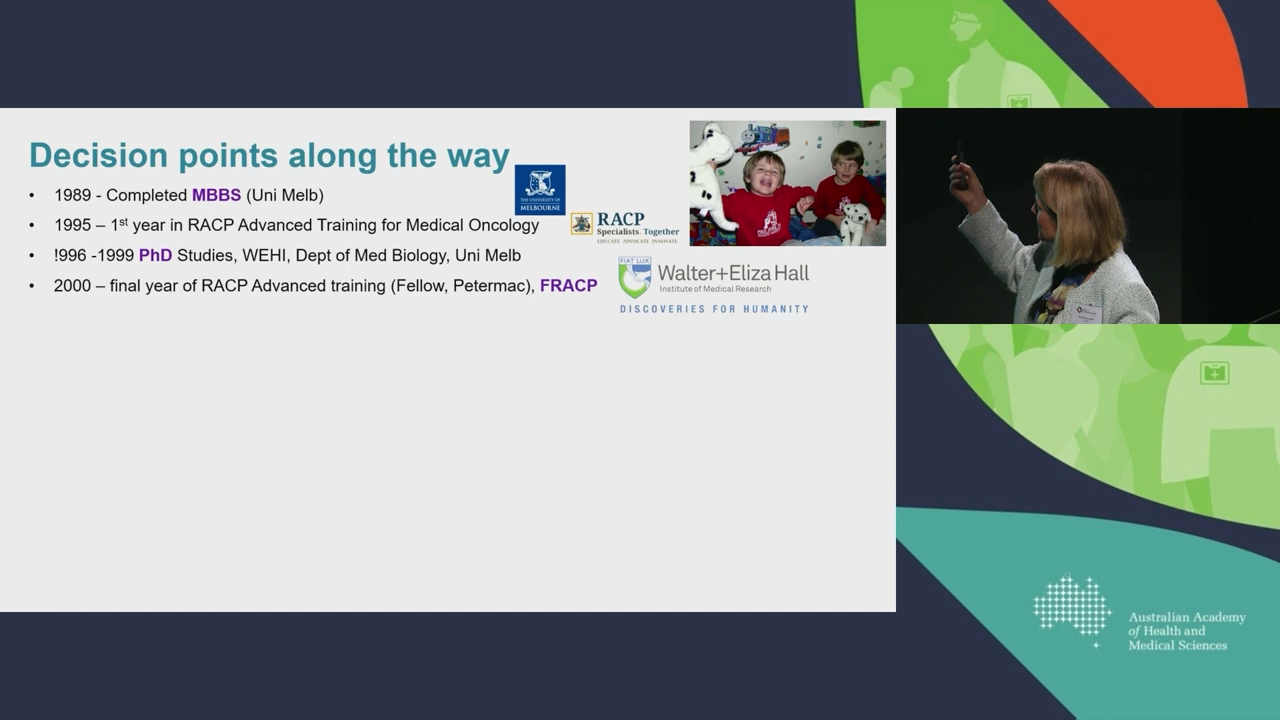 Decision points along the way
• 1989 - Completed MBBS (Uni Melb)
• 1995 – 1st year in RACP Advanced Training for Medical Oncology
• !996 -1999 PhD Studies, WEHI, Dept of Med Biology, Uni Melb
• 2000 – final year of RACP Advanced training (Fellow, Petermac), FRACP
THE UNIVERSITY OF
MELBOURNE
RACP
Specialists. Together
EDUCATE ADVOCATE INNOVATE
FIAT LUX
Walter+Eliza Hall
Institute of Medical Research
DISCOVERIES FOR HUMANITY
Australian Academy
of Health and
Medical Sciences